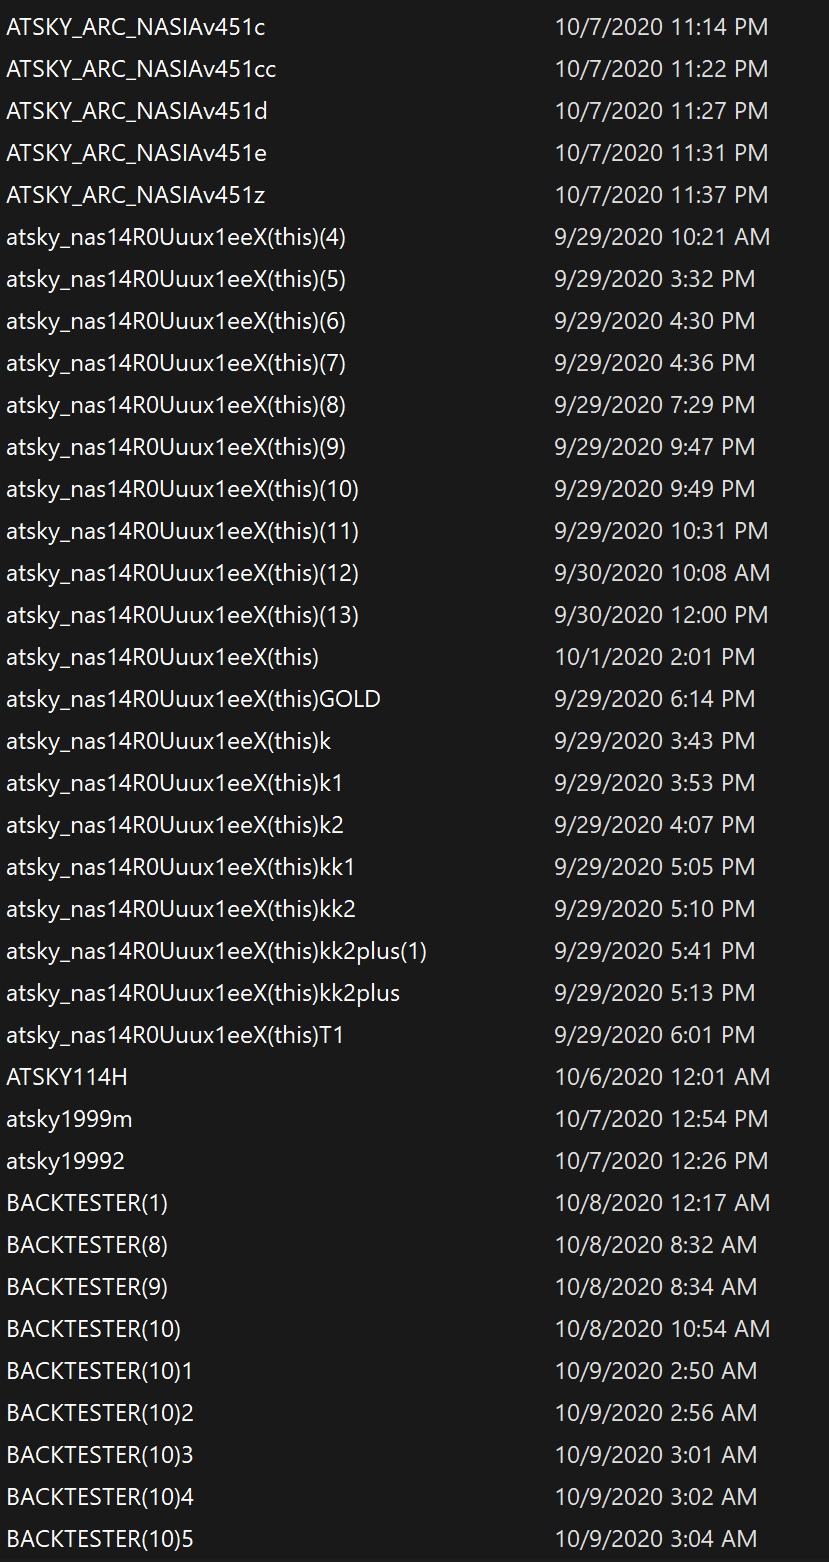 ATSKY_ARC_NASIAv451c 10/7/2020 11:14 PM
ATSKY_ARC_NASIAv451cc 10/7/2020 11:22 PM
ATSKY_ARC_NASIAv451d 10/7/2020 11:27 PM
ATSKY_ARC_NASIAv451e 10/7/2020 11:31 PM
ATSKY_ARC_NASIAv451z 10/7/2020 11:37 PM
atsky_nas14R0Uuux1eeX(this)(4) 9/29/2020 10:21 AM
atsky_nas14R0Uuux1eeX(this)(5) 9/29/2020 3:32 PM
atsky_nas14R0Uuux1eeX(this)(6) 9/29/2020 4:30 PM
atsky_nas14R0Uuux1eeX(this)(7) 9/29/2020 4:36 PM
atsky_nas14R0Uuux1eeX(this)(8) 9/29/2020 7:29 PM
atsky_nas14R0Uuux1eeX(this)(9) 9/29/2020 9:47 PM
atsky_nas14R0Uuux1eeX(this)(10) 9/29/2020 9:49 PM
atsky_nas14R0Uuux1eeX(this)(11) 9/29/2020 10:31 PM
atsky_nas14R0Uuux1eeX(this)(12) 9/30/2020 10:08 AM
atsky_nas14R0Uuux1eeX(this)(13) 9/30/2020 12:00 PM
atsky_nas14R0Uuux1eeX(this) 10/1/2020 2:01 PM
atsky_nas14R0Uuux1eeX(this)GOLD 9/29/2020 6:14 PM
atsky_nas14R0Uuux1eeX(this)k 9/29/2020 3:43 PM
atsky_nas14R0Uuux1eeX(this)k1 9/29/2020 3:53 PM
atsky_nas14R0Uuux1eeX(this)k2 9/29/2020 4:07 PM
atsky_nas14R0Uuux1eeX(this)kk1 9/29/2020 5:05 PM
atsky_nas14R0Uuux1eeX(this)kk2 9/29/2020 5:10 PM
atsky_nas14R0Uuux1eeX(this)kk2plus(1) 9/29/2020 5:41 PM
atsky_nas14R0Uuux1eeX(this)kk2plus 9/29/2020 5:13 PM
atsky_nas14R0Uuux1eeX(this)T1 9/29/2020 6:01 PM
ATSKY114H 10/6/2020 12:01 AM
atsky1999m 10/7/2020 12:54 PM
atsky19992 10/7/2020 12:26 PM
BACKTESTER(1) 10/8/2020 12:17 AM
BACKTESTER(8) 10/8/2020 8:32 AM
BACKTESTER(9) 10/8/2020 8:34 AM
BACKTESTER(10) 10/8/2020 10:54 AM
BACKTESTER(10)1 10/9/2020 2:50 AM
BACKTESTER(10)2 10/9/2020 2:56 AM
BACKTESTER(10)3 10/9/2020 3:01 AM
BACKTESTER(10)4 10/9/2020 3:02 AM
BACKTESTER(10)5 10/9/2020 3:04 AM